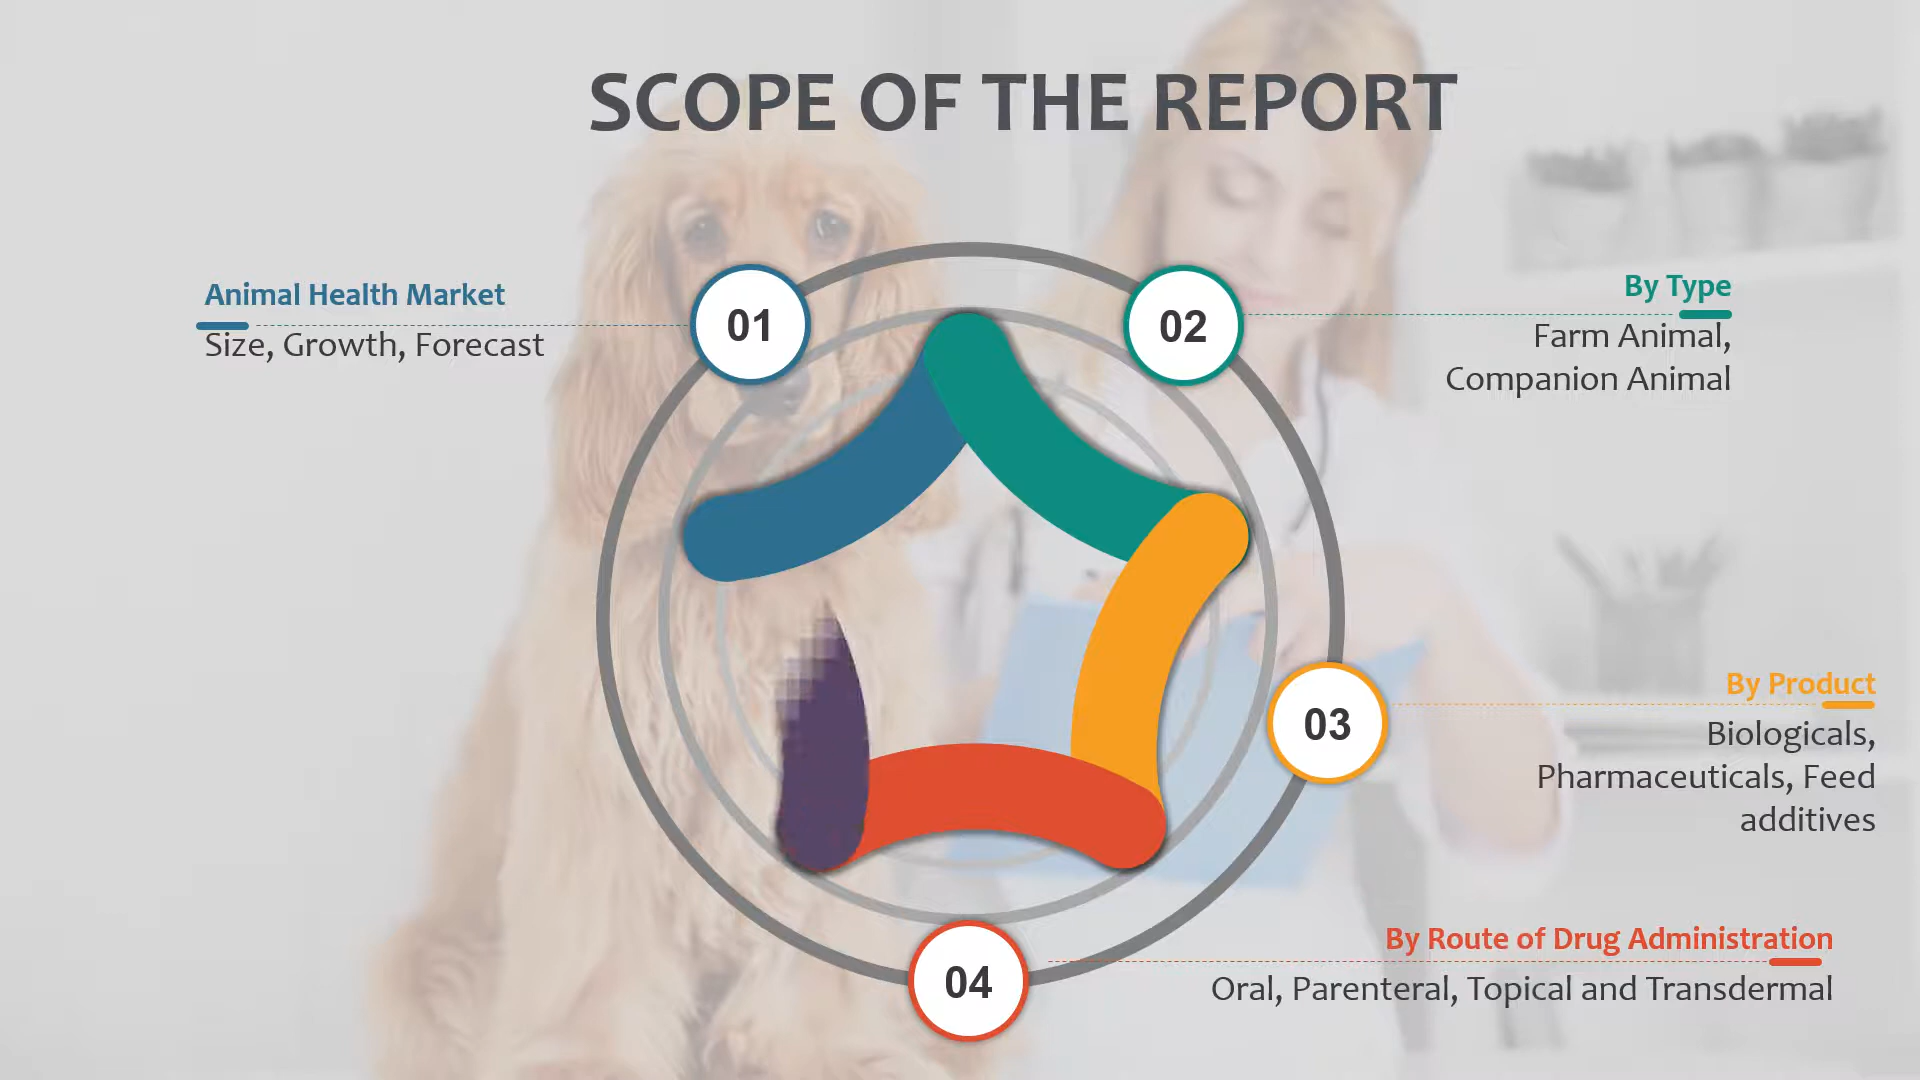 SCOPE OF THE REPORT
Animal Health Market
Size, Growth, Forecast
01
02
By Type
Farm Animal,
Companion Animal
03
By Product
Biologicals,
Pharmaceuticals, Feed
additives
04
By Route of Drug Administration
Oral, Parenteral, Topical and Transdermal